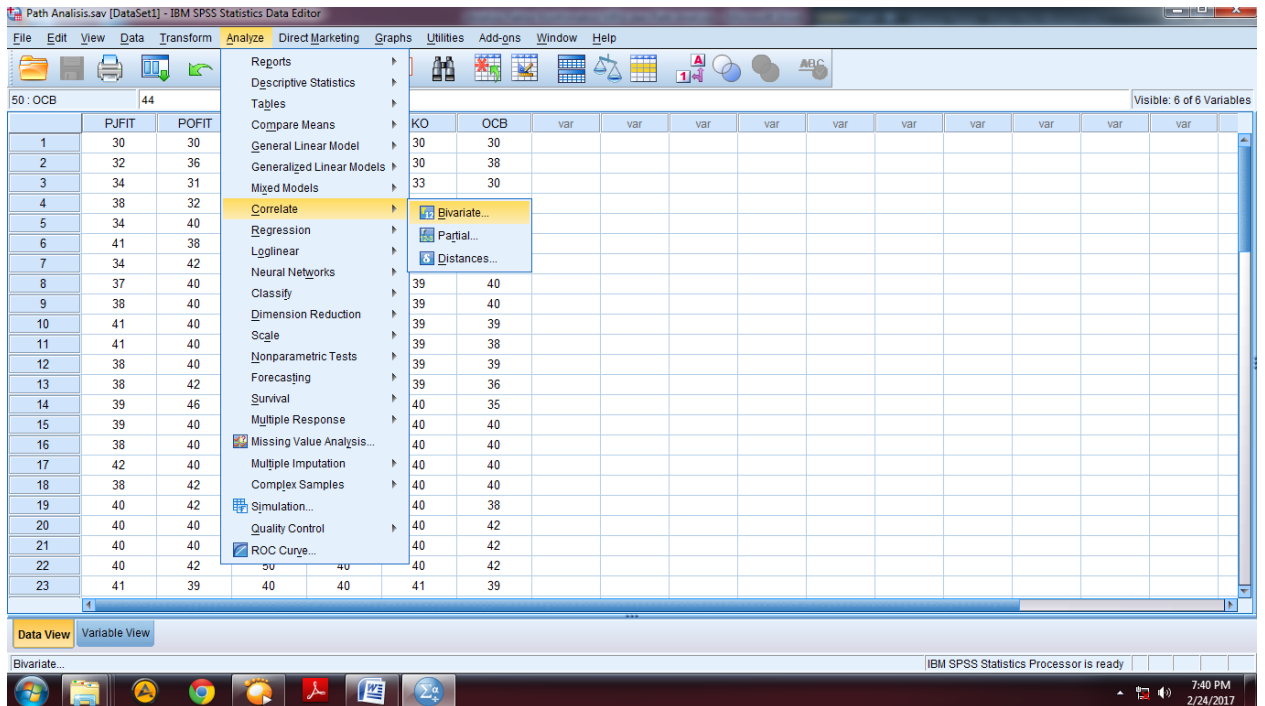 Path Analisis.sav [DataSet1] - IBM SPSS Statistics Data Editor
File Edit View Data Transform Analyze Direct Marketing Graphs Utilities Add-ons Window Help
50 : OCB 44 Visible: 6 of 6 Variables
PJFIT POFIT KO OCB var var var var var var var var var var
1 30 30 30 30
2 32 36 30 38
3 34 31 33 30
4 38 32
5 34 40
6 41 38
7 34 42
8 37 40 39 40
9 38 40 39 40
10 41 40 39 39
11 41 40 39 38
12 38 40 39 39
13 38 42 39 36
14 39 46 40 35
15 39 40 40 40
16 38 40 40 40
17 42 40 40 40
18 38 42 40 40
19 40 42 40 38
20 40 40 40 42
21 40 40 40 42
22 40 42 50 40 40 42
23 41 39 40 40 41 39
Reports
Descriptive Statistics
Tables
Compare Means
General Linear Model
Generalized Linear Models
Mixed Models
Correlate
Regression
Loglinear
Neural Networks
Classify
Dimension Reduction
Scale
Nonparametric Tests
Forecasting
Survival
Multiple Response
Missing Value Analysis...
Multiple Imputation
Complex Samples
Simulation...
Quality Control
ROC Curve...
Bivariate...
Partial...
Distances...
Data View Variable View
Bivariate... IBM SPSS Statistics Processor is ready
7:40 PM
2/24/2017